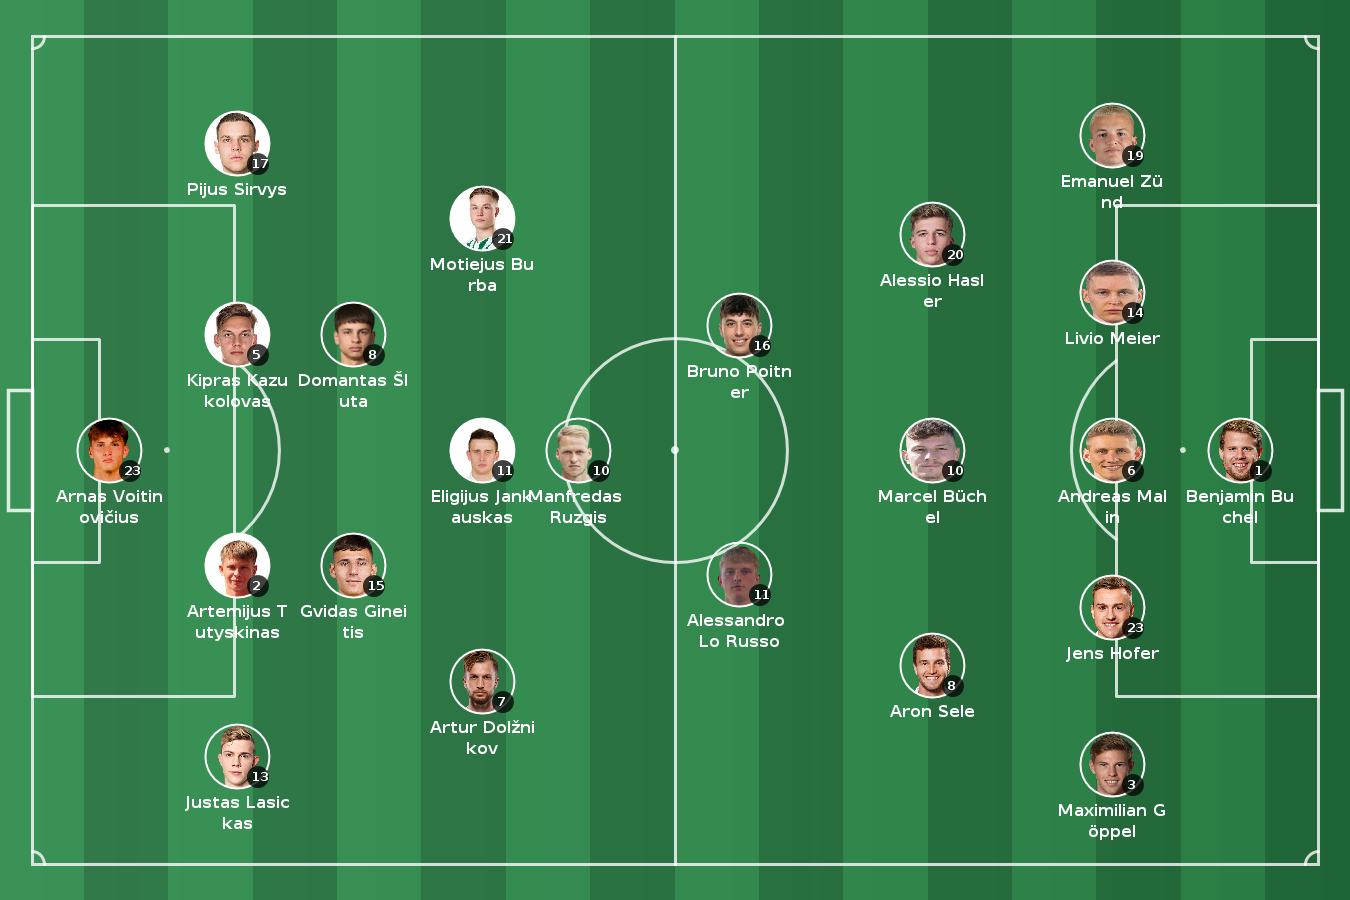 17
Pijus Sirvys
21
Motiejus Bu
rba
5
Kipras Kazu
kolovas
8
Domantas Šl
uta
23
Arnas Voitin
ovičius
11
Eligijus Jank
auskas
10
Manfredas
Ruzgis
2
Artemijus T
utyskinas
15
Gvidas Ginei
tis
7
Artur Dolžni
kov
13
Justas Lasic
kas
16
Bruno Poitn
er
11
Alessandro
Lo Russo
20
Alessio Hasl
er
10
Marcel Büch
el
8
Aron Sele
19
Emanuel Zü
nd
14
Livio Meier
6
Andreas Mal
in
1
Benjamin Bu
chel
23
Jens Hofer
3
Maximilian G
öppel